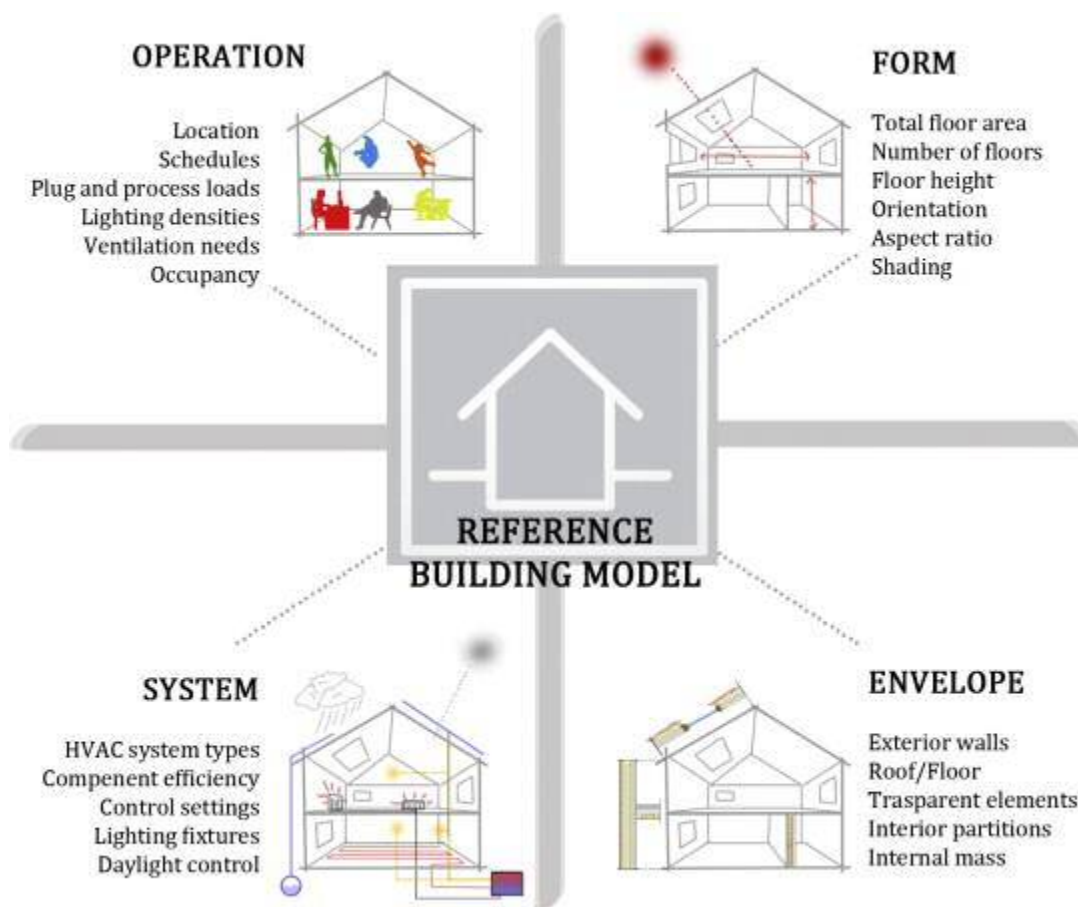 OPERATION
Location
Schedules
Plug and process loads
Lighting densities
Ventilation needs
Occupancy
FORM
Total floor area
Number of floors
Floor height
Orientation
Aspect ratio
Shading
REFERENCE
BUILDING MODEL
SYSTEM
HVAC system types
Compenent efficiency
Control settings
Lighting fixtures
Daylight control
ENVELOPE
Exterior walls
Roof/Floor
Trasparent elements
Interior partitions
Internal mass